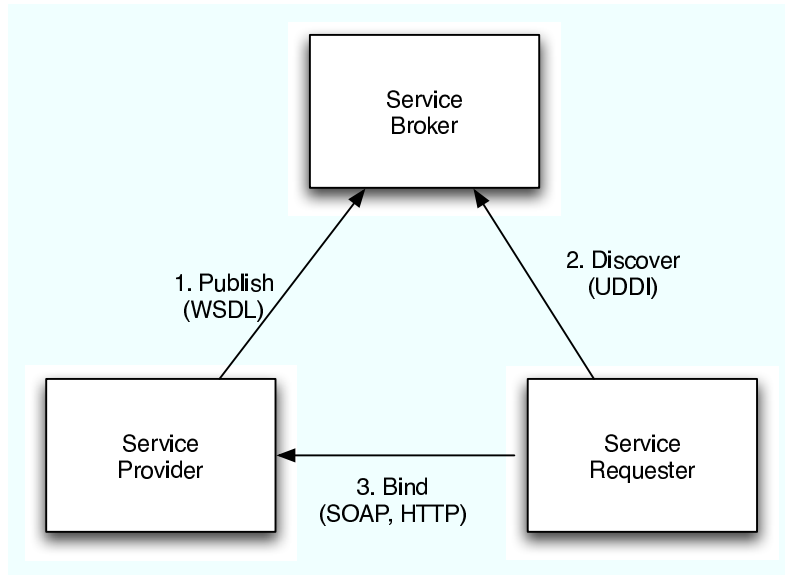 Service
Broker
1. Publish
(WSDL)
2. Discover
(UDDI)
Service
Provider
3. Bind
(SOAP, HTTP)
Service
Requester